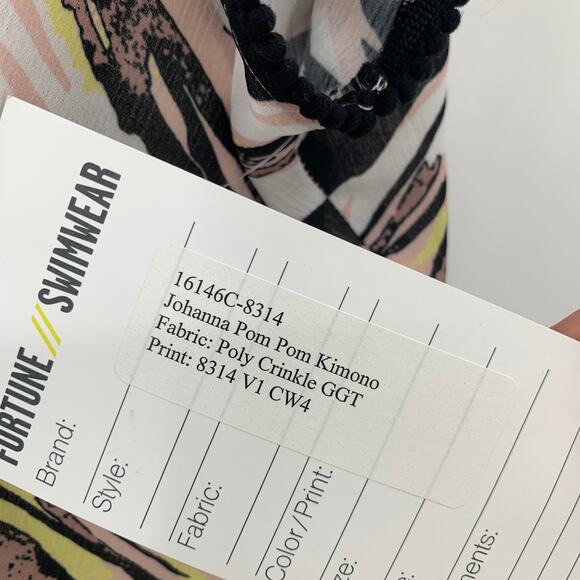 FORTUNE // SWIMWEAR
16146C-8314
Johanna Pom Pom Kimono
Fabric: Poly Crinkle GGT
Print: 8314 V1 CW4
Brand:
Style:
Fabric:
Color/Print: